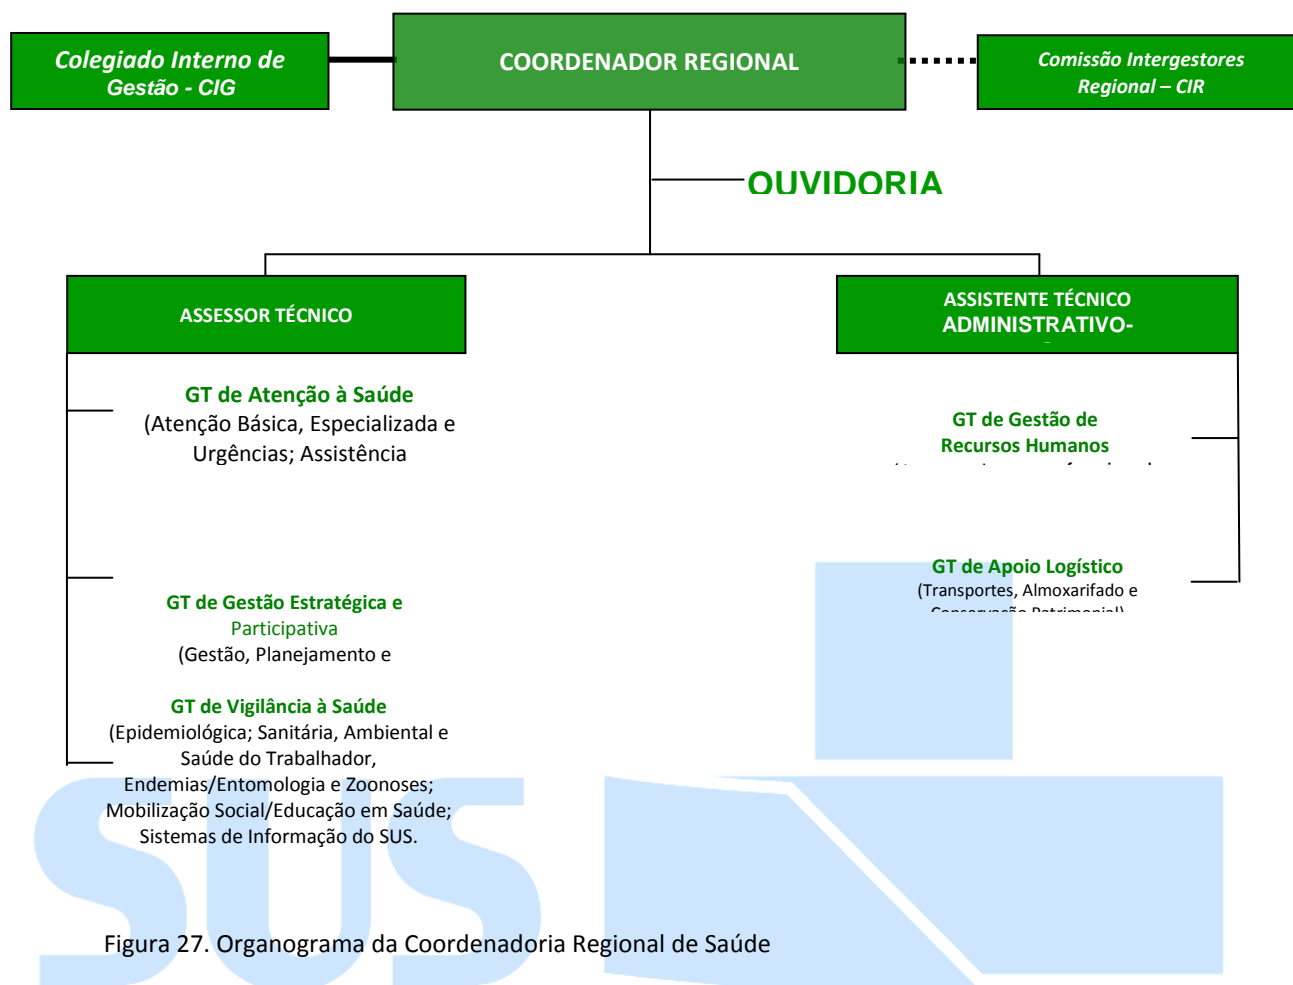 Colegiado Interno de
Gestão - CIG
COORDENADOR REGIONAL
Comissão Intergestores
Regional – CIR
OUVIDORIA
ASSESSOR TÉCNICO
ASSISTENTE TÉCNICO
ADMINISTRATIVO-
GT de Atenção à Saúde
(Atenção Básica, Especializada e
Urgências; Assistência
GT de Gestão de
Recursos Humanos
GT de Gestão Estratégica e
Participativa
(Gestão, Planejamento e
GT de Apoio Logístico
(Transportes, Almoxarifado e
Conservação Patrimonial)
GT de Vigilância à Saúde
(Epidemiológica; Sanitária, Ambiental e
Saúde do Trabalhador,
Endemias/Entomologia e Zoonoses;
Mobilização Social/Educação em Saúde;
Sistemas de Informação do SUS.
SUS
Figura 27. Organograma da Coordenadoria Regional de Saúde